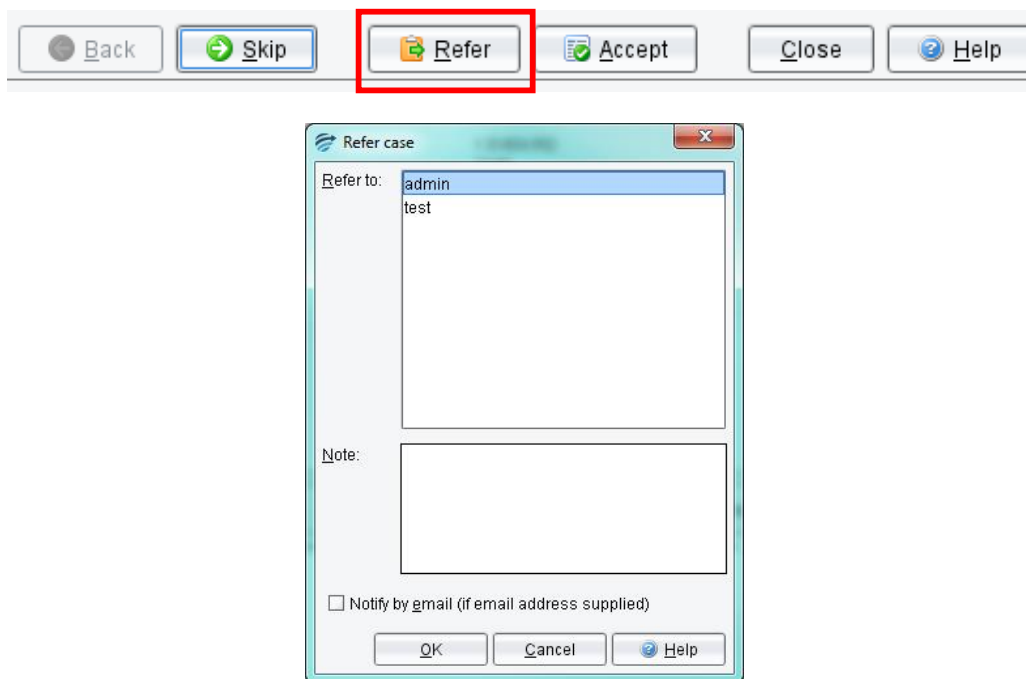 Back Skip Refer Accept Close Help
Refer case
Refer to: admin
test
Note:
Notify by email (if email address supplied)
OK Cancel Help